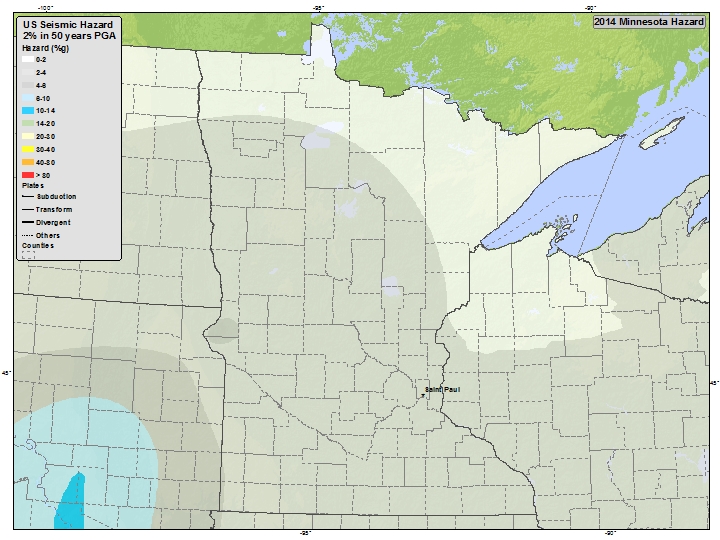 -100°
-95°
-90°
US Seismic Hazard
2% in 50 years PGA
Hazard (%g)
0-2
2-4
4-6
6-10
10-14
14-20
20-30
30-40
40-80
> 80
Plates
Subduction
Transform
Divergent
Others
Counties
2014 Minnesota Hazard
45°
Saint Paul
45°
-95°
-90°